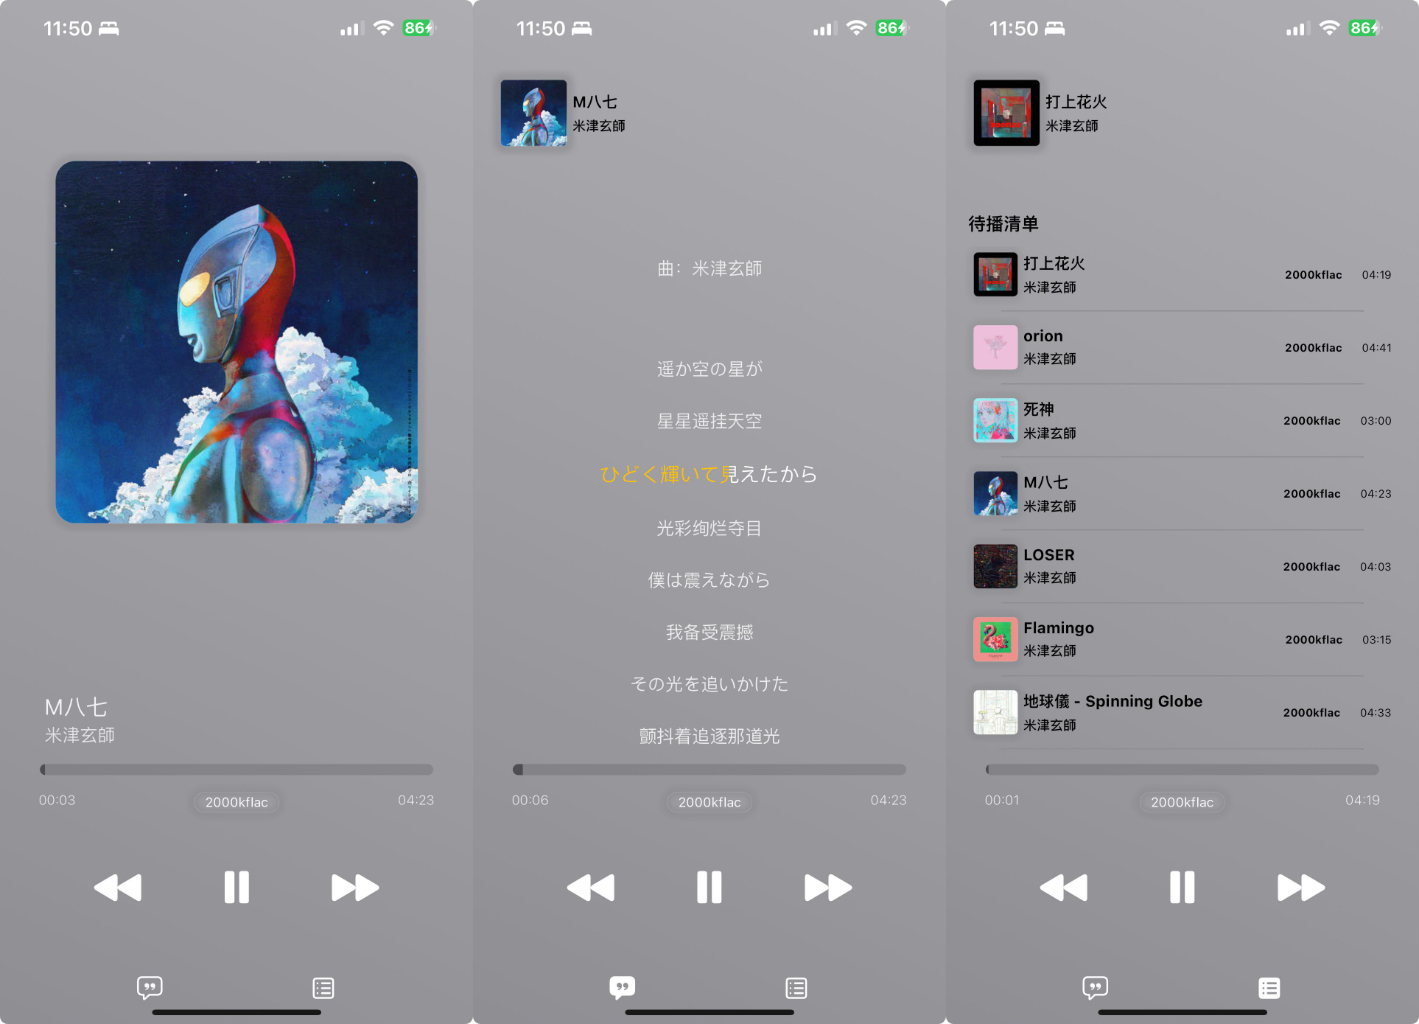 11:50
86
M八七
米津玄師
00:03
2000kflac
04:23
11:50
86
M八七
米津玄師
曲：米津玄師
遥か空の星が
星星遥挂天空
ひどく輝いて見えたから
光彩绚烂夺目
僕は震えながら
我备受震撼
その光を追いかけた
颤抖着追逐那道光
00:06
2000kflac
04:23
11:50
86
打上花火
米津玄師
待播清单
打上花火
米津玄師
2000kflac 04:19
orion
米津玄師
2000kflac 04:41
死神
米津玄師
2000kflac 03:00
M八七
米津玄師
2000kflac 04:23
LOSER
米津玄師
2000kflac 04:03
Flamingo
米津玄師
2000kflac 03:15
地球儀 - Spinning Globe
米津玄師
2000kflac 04:33
00:01
2000kflac
04:19